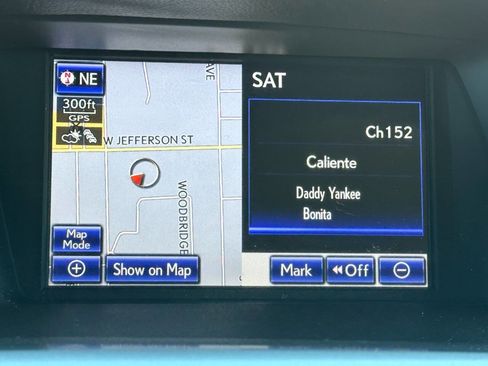 NE
300ft
GPS
AVE
W JEFFERSON ST
WOODBRIDGE
Map
Mode
Show on Map
SAT
Ch152
Caliente
Daddy Yankee
Bonita
Mark
Off